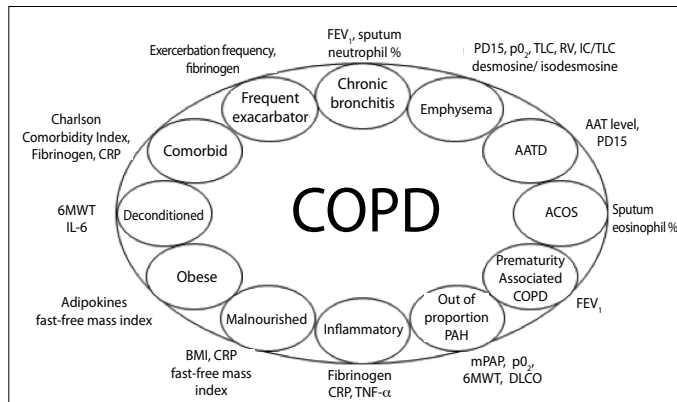 FEV₁, sputum
neutrophil %
Chronic
bronchitis
PD15, p0₂, TLC, RV, IC/TLC
desmosine/ isodesmosine
Emphysema
AAT level,
PD15
AATD
Sputum
eosinophil %
ACOS
Prematurity
Associated
COPD
FEV₁
Out of
proportion
PAH
mPAP, p0₂,
6MWT, DLCO
Inflammatory
Fibrinogen
CRP, TNF-α
Malnourished
BMI, CRP
fast-free mass
index
Obese
Adipokines
fast-free mass index
Deconditioned
6MWT
IL-6
Comorbid
Charlson
Comorbidity Index,
Fibrinogen, CRP
Frequent
exacarbator
Exercerbation frequency,
fibrinogen
COPD